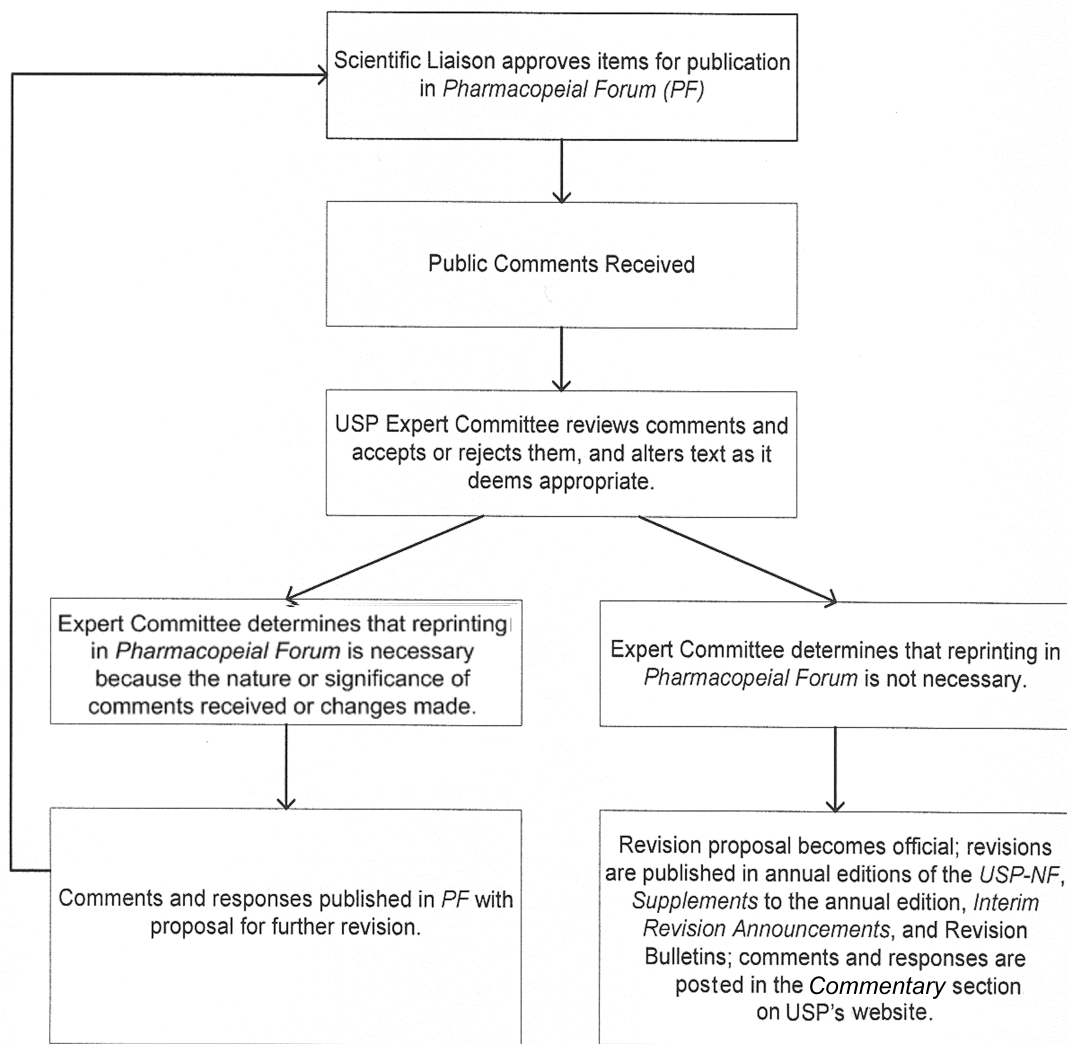 Scientific Liaison approves items for publication
in Pharmacopeial Forum (PF)
Public Comments Received
USP Expert Committee reviews comments and
accepts or rejects them, and alters text as it
deems appropriate.
Expert Committee determines that reprinting
in Pharmacopeial Forum is necessary
because the nature or significance of
comments received or changes made.
Expert Committee determines that reprinting in
Pharmacopeial Forum is not necessary.
Comments and responses published in PF with
proposal for further revision.
Revision proposal becomes official; revisions
are published in annual editions of the USP-NF,
Supplements to the annual edition, Interim
Revision Announcements, and Revision
Bulletins; comments and responses are
posted in the Commentary section
on USP's website.